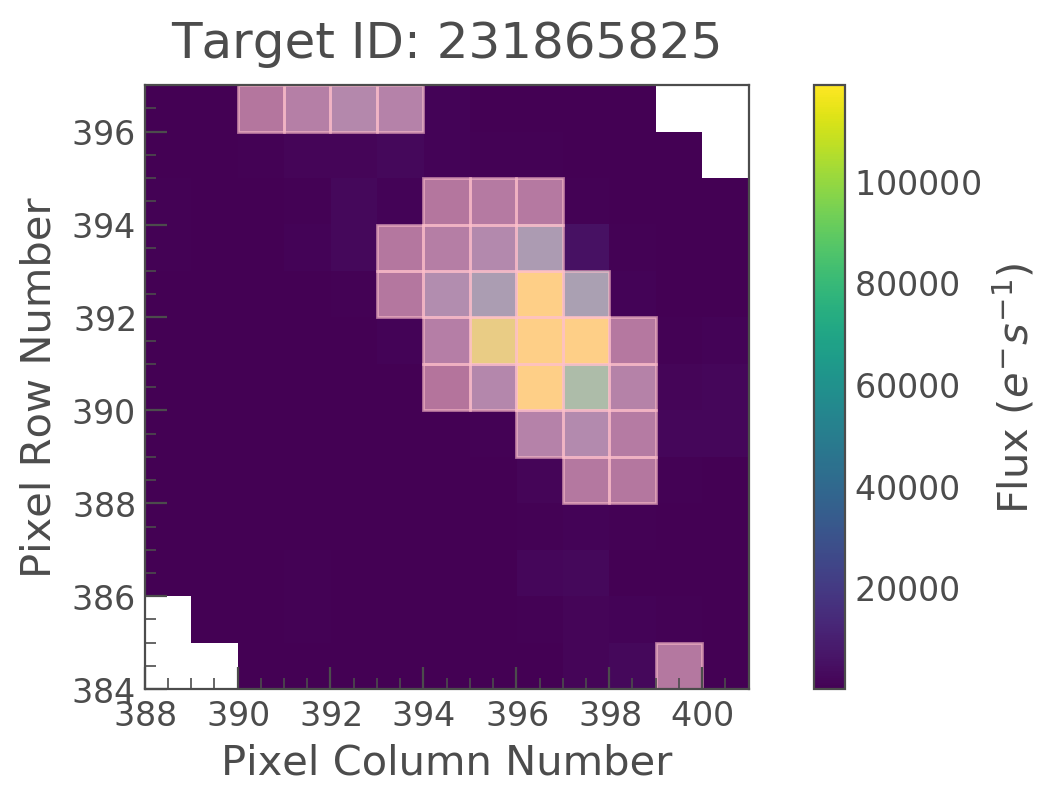 Target ID: 231865825
Pixel Row Number
396
394
392
390
388
386
384
388 390 392 394 396 398 400
Pixel Column Number
100000
80000
60000
40000
20000
Flux (e⁻s⁻¹)